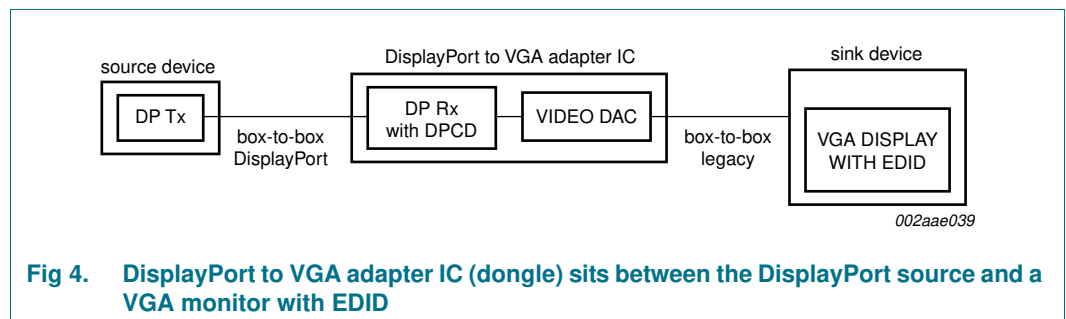 source device
DisplayPort to VGA adapter IC
sink device
DP Tx
DP Rx
with DPCD
VIDEO DAC
box-to-box
DisplayPort
box-to-box
legacy
VGA DISPLAY
WITH EDID
002aae039
Fig 4. DisplayPort to VGA adapter IC (dongle) sits between the DisplayPort source and a
VGA monitor with EDID